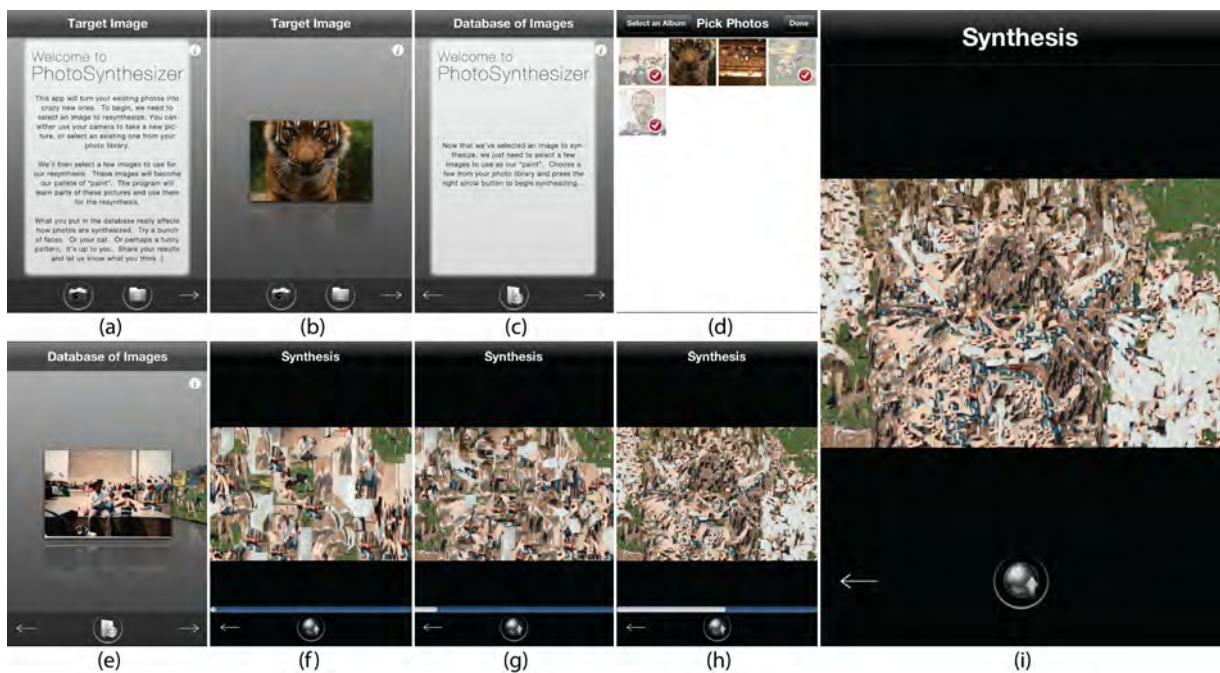 Target Image
Welcome to
PhotoSynthesizer
This app will turn your existing photos into
crazy new ones. To begin, we need to
select an image to resynthesize. You can
either use your camera to take a new pic-
ture, or select an existing one from your
photo library.
We'll then select a few images to use for
our resynthesis. These images will become
our pallete of "paint". The program will
learn parts of these pictures and use them
for the resynthesis.
What you put in the database really affects
how photos are synthesized. Try a bunch
of faces. Or your cat. Or perhaps a funny
pattern. It's up to you. Share your results
and let us know what you think :)
(a)
Target Image
(b)
Database of Images
Welcome to
PhotoSynthesizer
Now that we've selected an image to syn-
thesize, we just need to select a few
images to use as our "paint". Choose a
few from your photo library and press the
right arrow button to begin synthesizing...
(c)
Select an Album
Pick Photos
Done
(d)
Database of Images
(e)
Synthesis
(f)
Synthesis
(g)
Synthesis
(h)
Synthesis
(i)